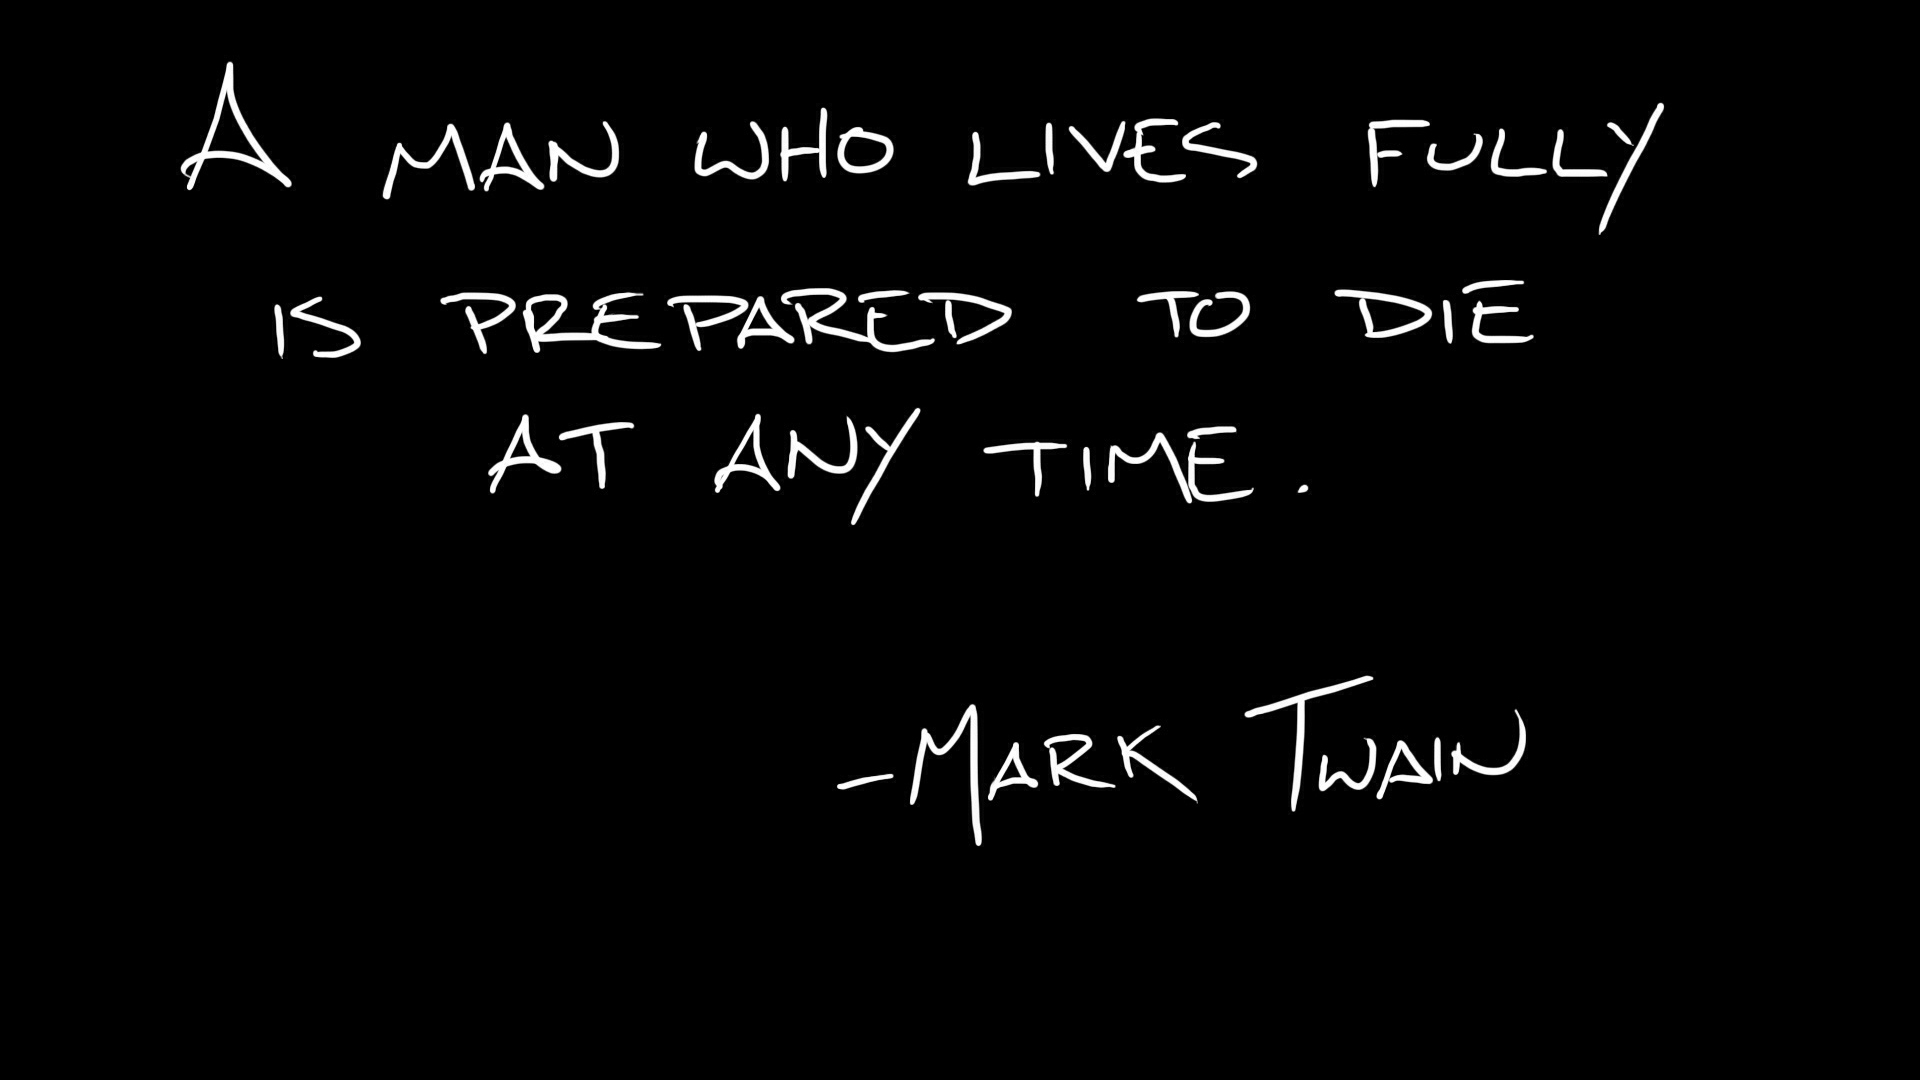 A MAN WHO LIVES FULLY
IS PREPARED TO DIE
AT ANY TIME.
-MARK TWAIN